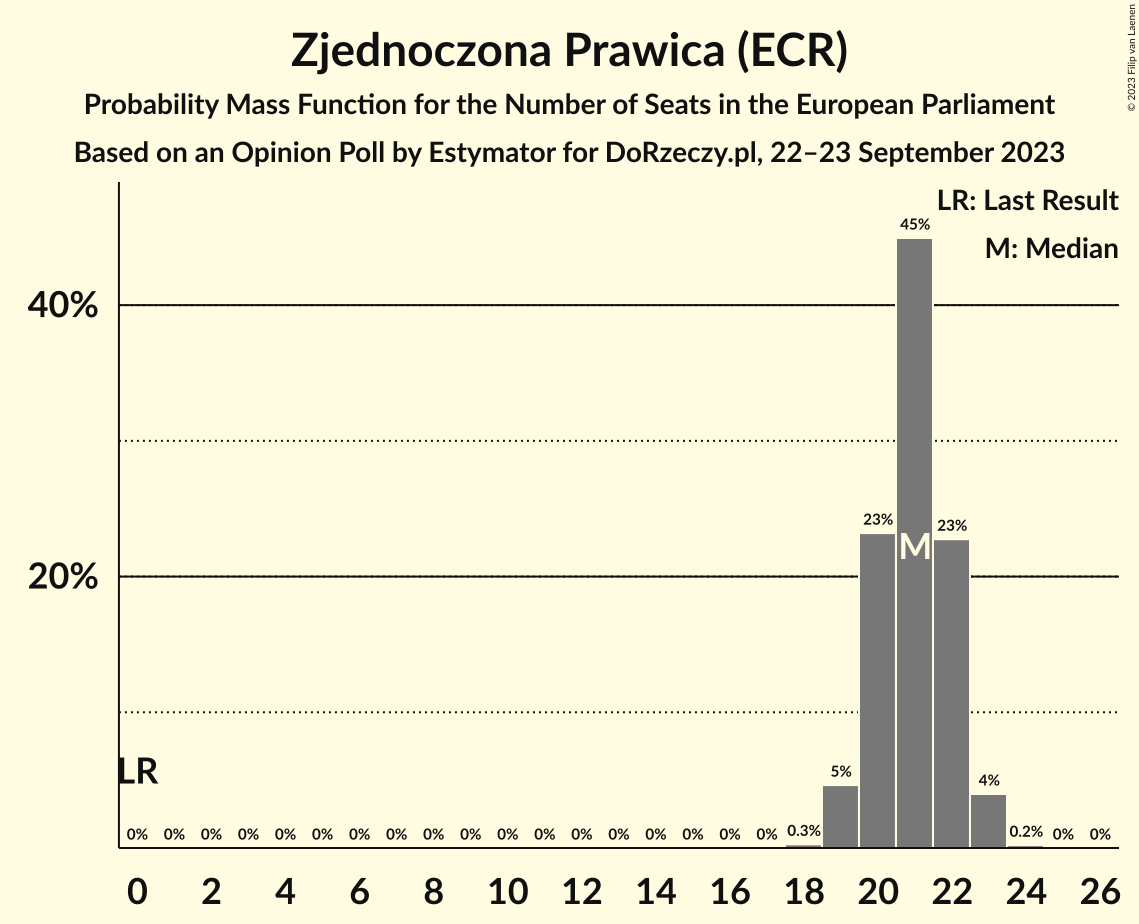 Zjednoczona Prawica (ECR)
Probability Mass Function for the Number of Seats in the European Parliament
Based on an Opinion Poll by Estymator for DoRzeczy.pl, 22–23 September 2023
© 2023 Filip van Laenen
LR: Last Result
M: Median
45%
40%
23% 23%
M
20%
LR
5% 4%
0% 0% 0% 0% 0% 0% 0% 0% 0% 0% 0% 0% 0% 0% 0% 0% 0% 0% 0.3% 0.2% 0% 0%
0 2 4 6 8 10 12 14 16 18 20 22 24 26